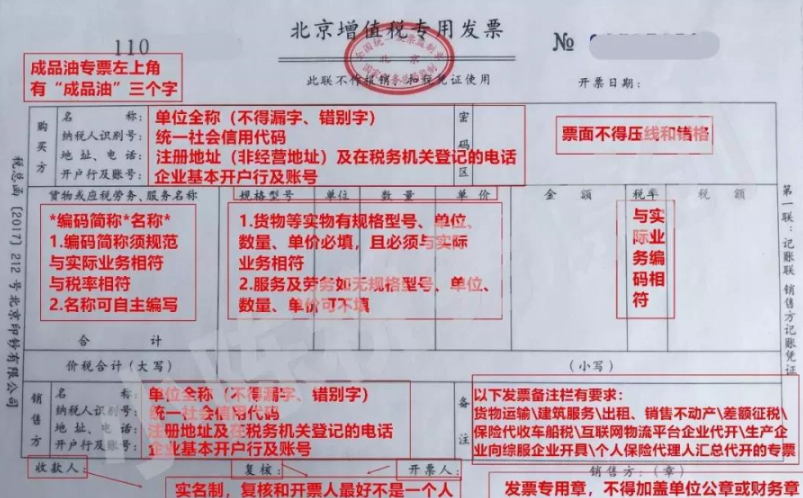 北京增值税专用发票
110
№
此联不作报销、扣税凭证使用
开票日期:
成品油专票左上角
有“成品油”三个字
购买方
名 称:
纳税人识别号:
地 址、电 话:
开户行及账号:
单位全称（不得漏字、错别字）
统一社会信用代码
注册地址（非经营地址）及在税务机关登记的电话
企业基本开户行及账号
密码区
票面不得压线和错格
货物或应税劳务、服务名称
规格型号
单位
数 量
单 价
金 额
税率
税 额
*编码简称*名称*
1.编码简称须规范
与实际业务相符
与税率相符
2.名称可自主编写
1.货物等实物有规格型号、单位、
数量、单价必填，且必须与实际
业务相符
2.服务及劳务如无规格型号、单位、
数量、单价可不填
与实际业务编码相符
合 计
价税合计（大写）
（小写）
销售方
名 称:
纳税人识别号:
地 址、电 话:
开户行及账号:
单位全称（不得漏字、错别字）
统一社会信用代码
注册地址及在税务机关登记的电话
企业基本开户行及账号
备注
以下发票备注栏有要求：
货物运输\建筑服务\出租、销售不动产\差额征税\
保险代收车船税\互联网物流平台企业代开\生产企
业向综服企业开具\个人保险代理人汇总代开的专票
收款人:
复核:
开票人:
销售方:（章）
实名制，复核和开票人最好不是一个人
发票专用章，不得加盖单位公章或财务章
税总函〔2017〕212号北京印钞有限公司
第一联：记账联 销售方记账凭证